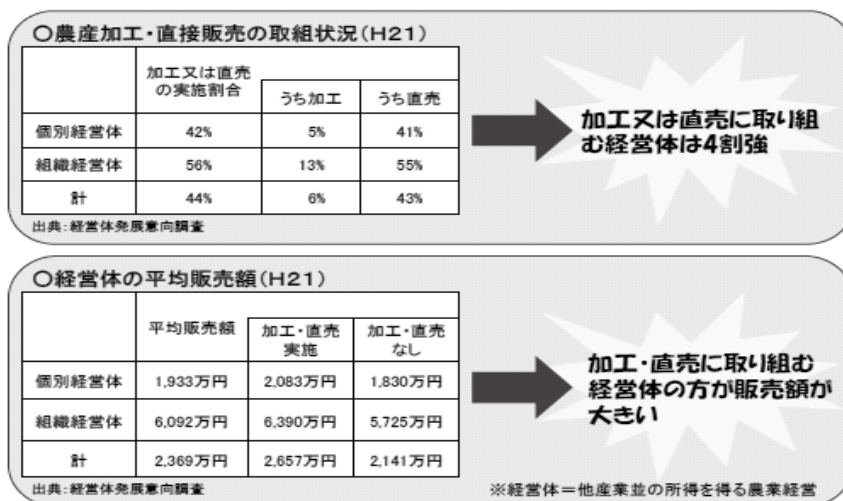 ○農産加工・直接販売の取組状況(H21)
加工又は直売
の実施割合
うち加工 うち直売
個別経営体 42% 5% 41%
組織経営体 56% 13% 55%
計 44% 6% 43%
出典:経営体発展意向調査
加工又は直売に取り組
む経営体は4割強
○経営体の平均販売額(H21)
平均販売額 加工・直売
実施 加工・直売
なし
個別経営体 1,933万円 2,083万円 1,830万円
組織経営体 6,092万円 6,390万円 5,725万円
計 2,369万円 2,657万円 2,141万円
出典:経営体発展意向調査
加工・直売に取り組む
経営体の方が販売額が
大きい
※経営体=他産業並の所得を得る農業経営